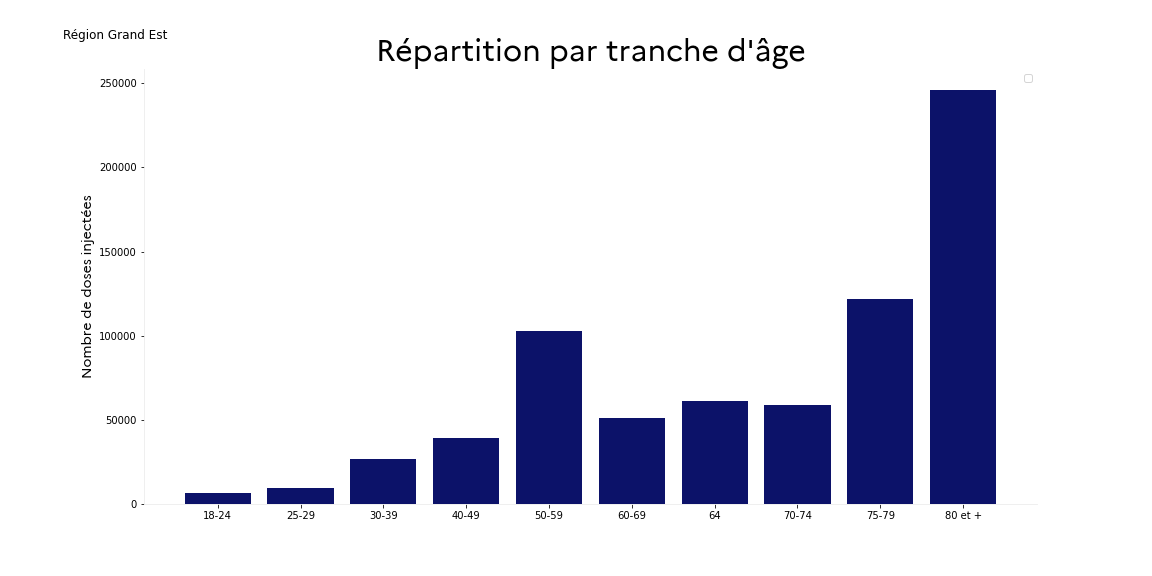 Région Grand Est
Répartition par tranche d'âge
Nombre de doses injectées
250000
200000
150000
100000
50000
0
18-24 25-29 30-39 40-49 50-59 60-69 64 70-74 75-79 80 et +